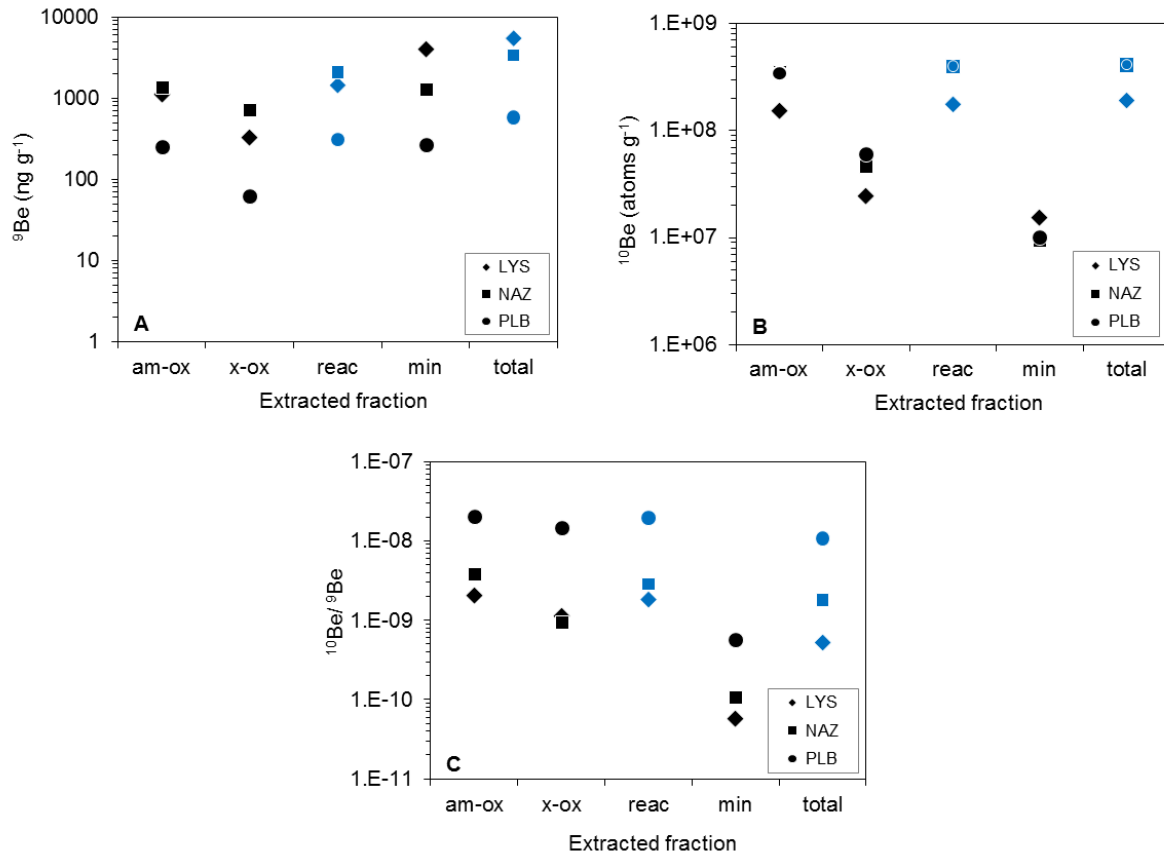 10000
1000
100
10
1
⁹Be (ng g⁻¹)
A
LYS
NAZ
PLB
am-ox x-ox reac min total
Extracted fraction
1.E+09
1.E+08
1.E+07
1.E+06
¹⁰Be (atoms g⁻¹)
B
LYS
NAZ
PLB
am-ox x-ox reac min total
Extracted fraction
1.E-07
1.E-08
1.E-09
1.E-10
1.E-11
¹⁰Be/ ⁹Be
C
LYS
NAZ
PLB
am-ox x-ox reac min total
Extracted fraction